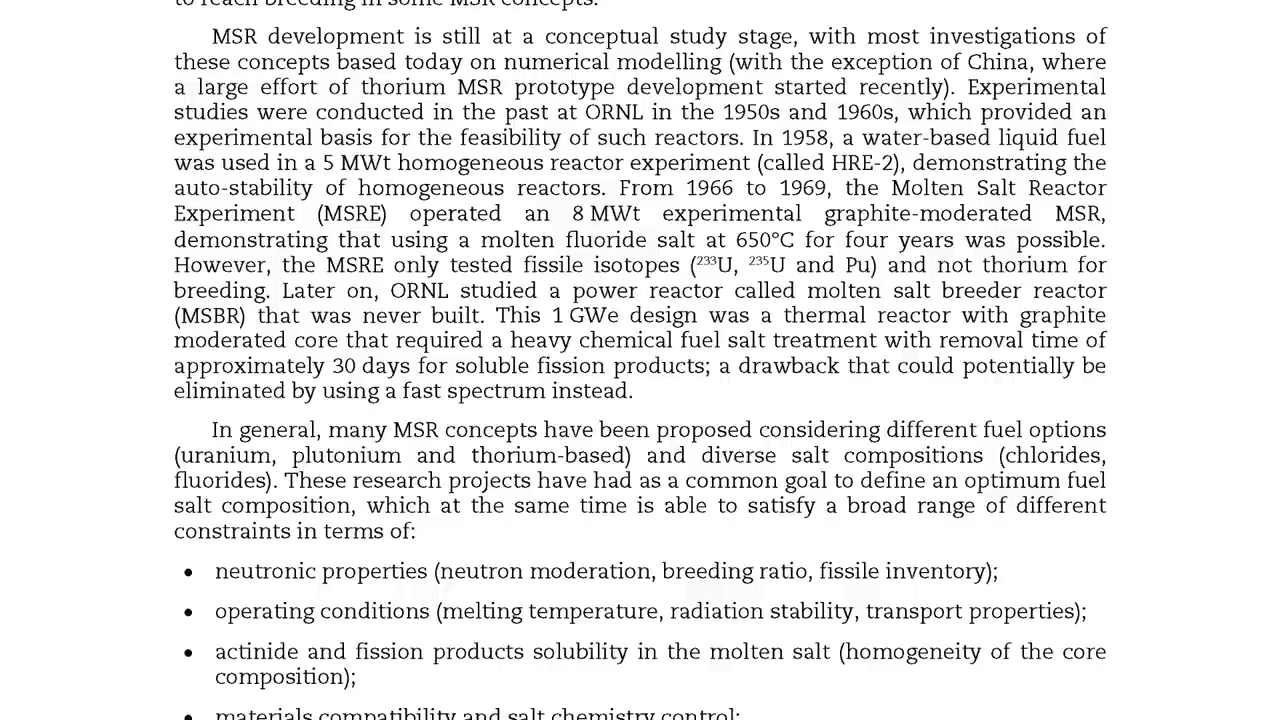 to reach breeding in some MSR concepts.
MSR development is still at a conceptual study stage, with most investigations of
these concepts based today on numerical modelling (with the exception of China, where
a large effort of thorium MSR prototype development started recently). Experimental
studies were conducted in the past at ORNL in the 1950s and 1960s, which provided an
experimental basis for the feasibility of such reactors. In 1958, a water-based liquid fuel
was used in a 5 MWt homogeneous reactor experiment (called HRE-2), demonstrating the
auto-stability of homogeneous reactors. From 1966 to 1969, the Molten Salt Reactor
Experiment (MSRE) operated an 8 MWt experimental graphite-moderated MSR,
demonstrating that using a molten fluoride salt at 650°C for four years was possible.
However, the MSRE only tested fissile isotopes (²³³U, ²³⁵U and Pu) and not thorium for
breeding. Later on, ORNL studied a power reactor called molten salt breeder reactor
(MSBR) that was never built. This 1 GWe design was a thermal reactor with graphite
moderated core that required a heavy chemical fuel salt treatment with removal time of
approximately 30 days for soluble fission products; a drawback that could potentially be
eliminated by using a fast spectrum instead.
In general, many MSR concepts have been proposed considering different fuel options
(uranium, plutonium and thorium-based) and diverse salt compositions (chlorides,
fluorides). These research projects have had as a common goal to define an optimum fuel
salt composition, which at the same time is able to satisfy a broad range of different
constraints in terms of:
• neutronic properties (neutron moderation, breeding ratio, fissile inventory);
• operating conditions (melting temperature, radiation stability, transport properties);
• actinide and fission products solubility in the molten salt (homogeneity of the core
composition);
• materials compatibility and salt chemistry control;